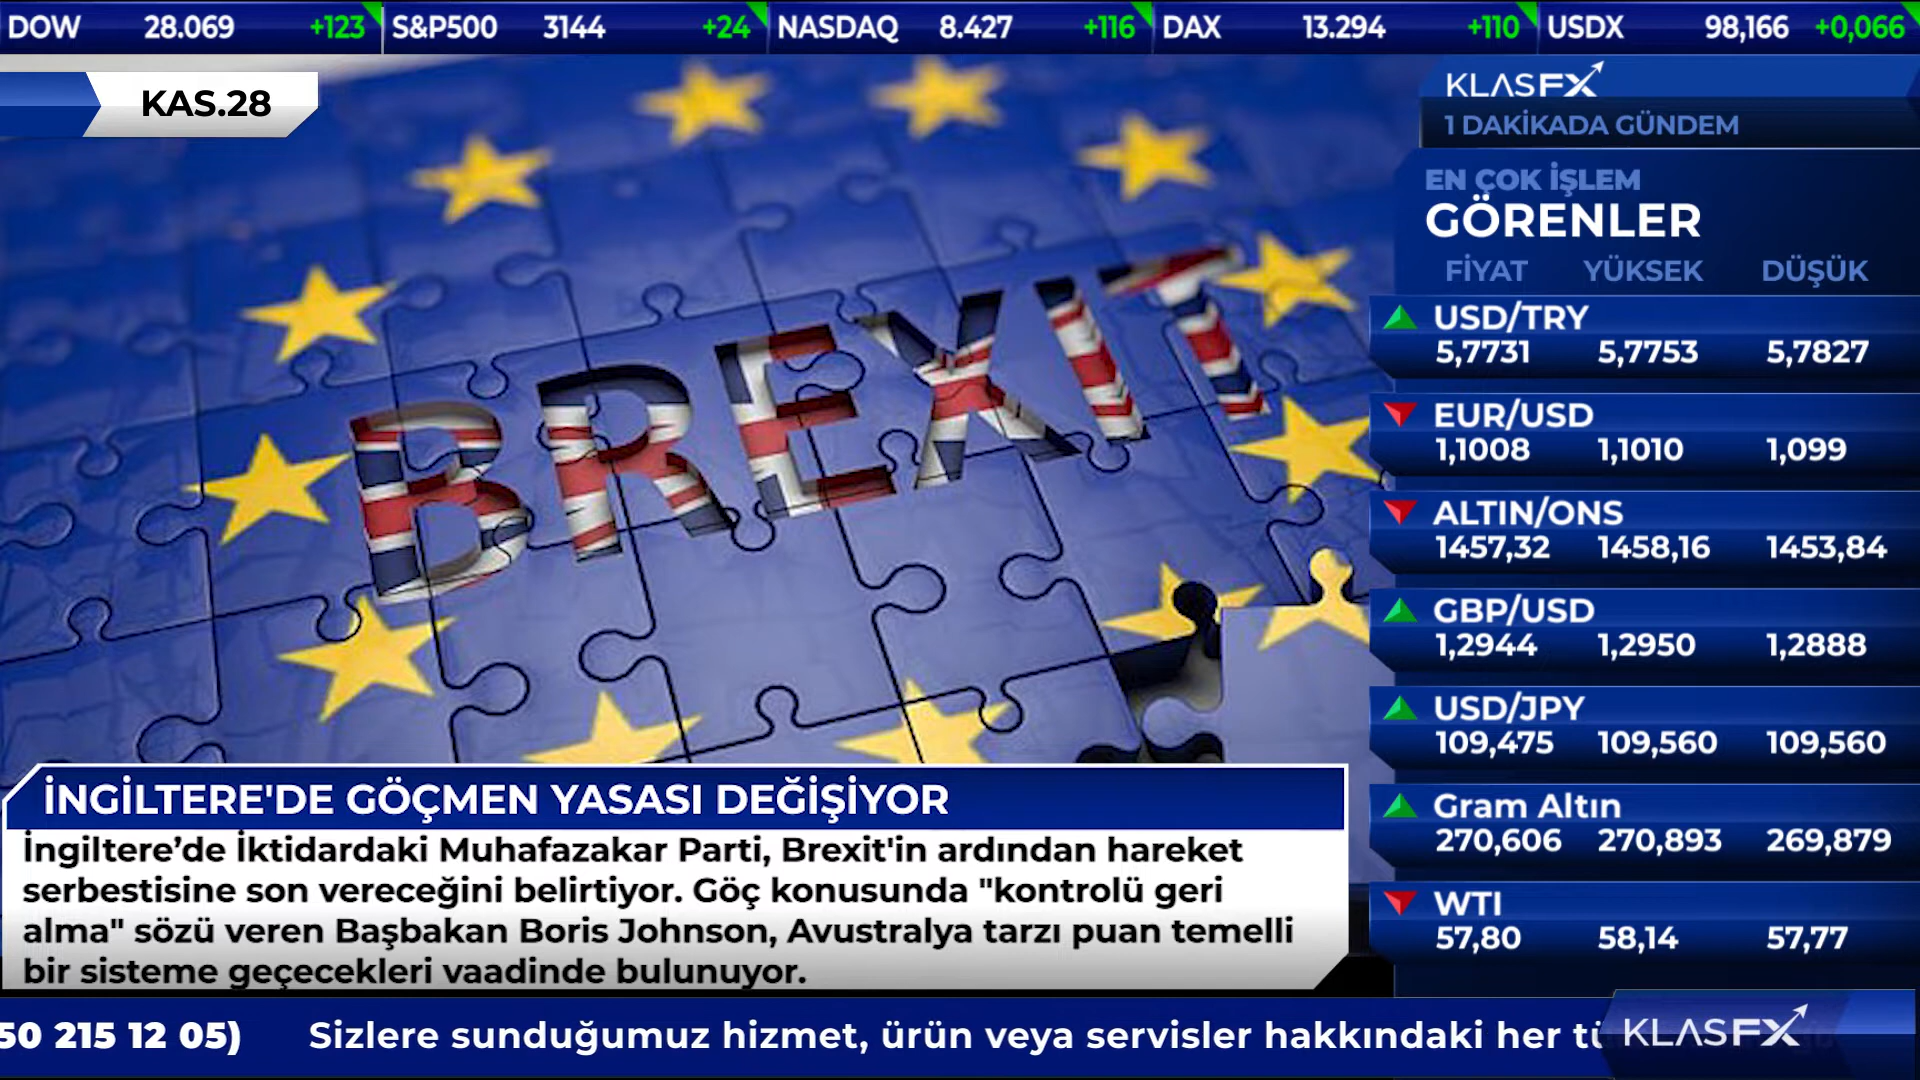 DOW 28.069 +123 S&P500 3144 +24 NASDAQ 8.427 +116 DAX 13.294 +110 USDX 98,166 +0,066
KAS.28
KLASFX
1 DAKİKADA GÜNDEM
EN ÇOK İŞLEM
GÖRENLER
FİYAT YÜKSEK DÜŞÜK
USD/TRY
5,7731 5,7753 5,7827
EUR/USD
1,1008 1,1010 1,099
ALTIN/ONS
1457,32 1458,16 1453,84
GBP/USD
1,2944 1,2950 1,2888
USD/JPY
109,475 109,560 109,560
Gram Altın
270,606 270,893 269,879
WTI
57,80 58,14 57,77
BREXIT
İNGİLTERE'DE GÖÇMEN YASASI DEĞİŞİYOR
İngiltere’de İktidardaki Muhafazakar Parti, Brexit'in ardından hareket
serbestisine son vereceğini belirtiyor. Göç konusunda "kontrolü geri
alma" sözü veren Başbakan Boris Johnson, Avustralya tarzı puan temelli
bir sisteme geçecekleri vaadinde bulunuyor.
50 215 12 05) Sizlere sunduğumuz hizmet, ürün veya servisler hakkındaki her
KLASFX